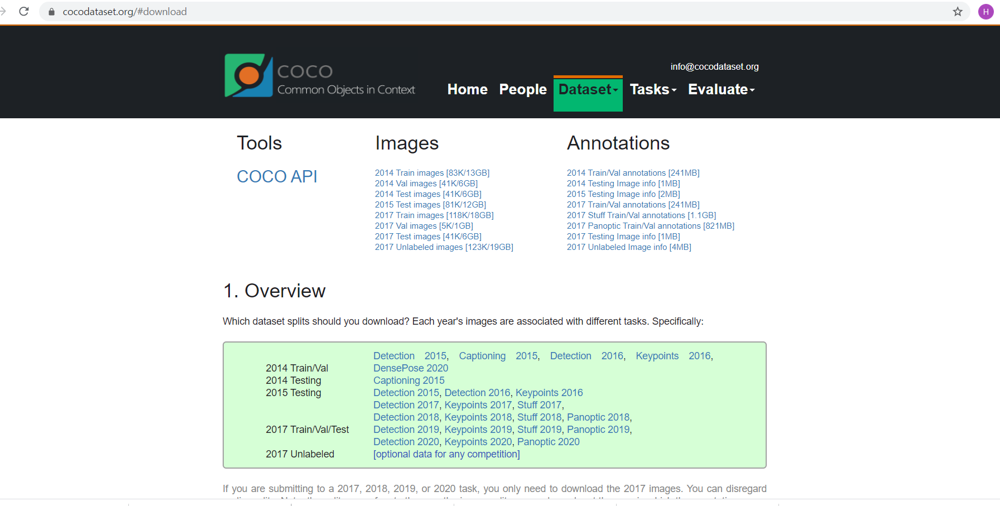 cocodataset.org/#download
H
info@cocodataset.org
COCO
Common Objects in Context
Home People Dataset Tasks Evaluate
Tools
COCO API
Images
2014 Train images [83K/13GB]
2014 Val images [41K/6GB]
2014 Test images [41K/6GB]
2015 Test images [81K/12GB]
2017 Train images [118K/18GB]
2017 Val images [5K/1GB]
2017 Test images [41K/6GB]
2017 Unlabeled images [123K/19GB]
Annotations
2014 Train/Val annotations [241MB]
2014 Testing Image info [1MB]
2015 Testing Image info [2MB]
2017 Train/Val annotations [241MB]
2017 Stuff Train/Val annotations [1.1GB]
2017 Panoptic Train/Val annotations [821MB]
2017 Testing Image info [1MB]
2017 Unlabeled Image info [4MB]
1. Overview
Which dataset splits should you download? Each year's images are associated with different tasks. Specifically:
Detection 2015, Captioning 2015, Detection 2016, Keypoints 2016,
2014 Train/Val DensePose 2020
2014 Testing Captioning 2015
2015 Testing Detection 2015, Detection 2016, Keypoints 2016
Detection 2017, Keypoints 2017, Stuff 2017,
Detection 2018, Keypoints 2018, Stuff 2018, Panoptic 2018,
2017 Train/Val/Test Detection 2019, Keypoints 2019, Stuff 2019, Panoptic 2019,
Detection 2020, Keypoints 2020, Panoptic 2020
2017 Unlabeled [optional data for any competition]
If you are submitting to a 2017, 2018, 2019, or 2020 task, you only need to download the 2017 images. You can disregard